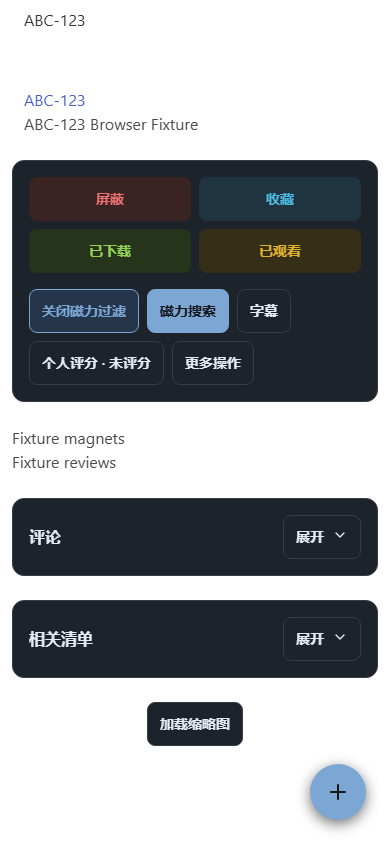 ABC-123
ABC-123
ABC-123 Browser Fixture
屏蔽
收藏
已下载
已观看
关闭磁力过滤
磁力搜索
字幕
个人评分 · 未评分
更多操作
Fixture magnets
Fixture reviews
评论
展开
相关清单
展开
加载缩略图